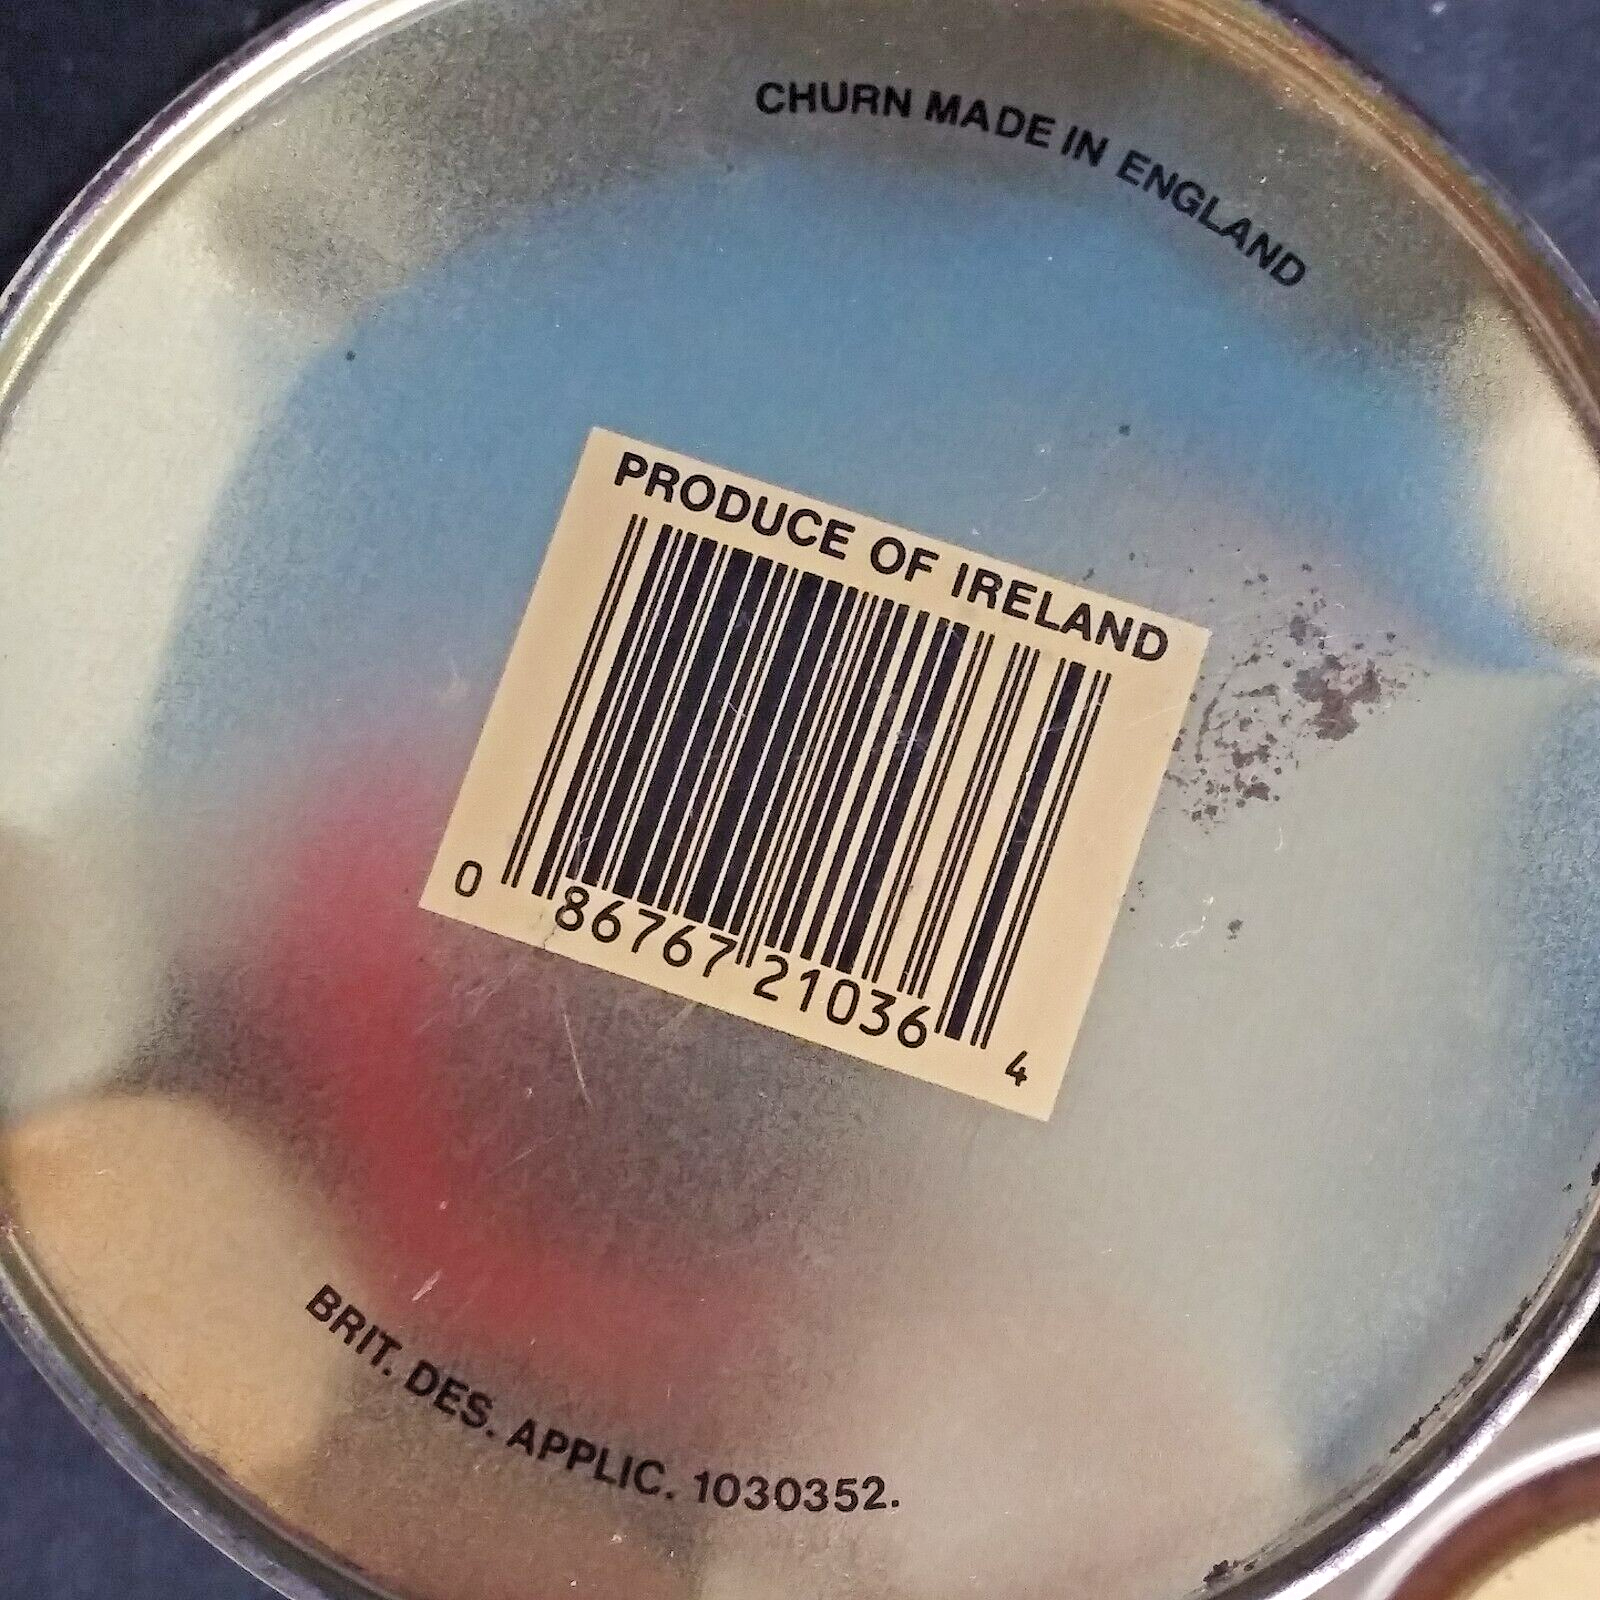 CHURN MADE IN ENGLAND
PRODUCE OF IRELAND
0 86767 21036 4
BRIT. DES. APPLIC. 1030352.